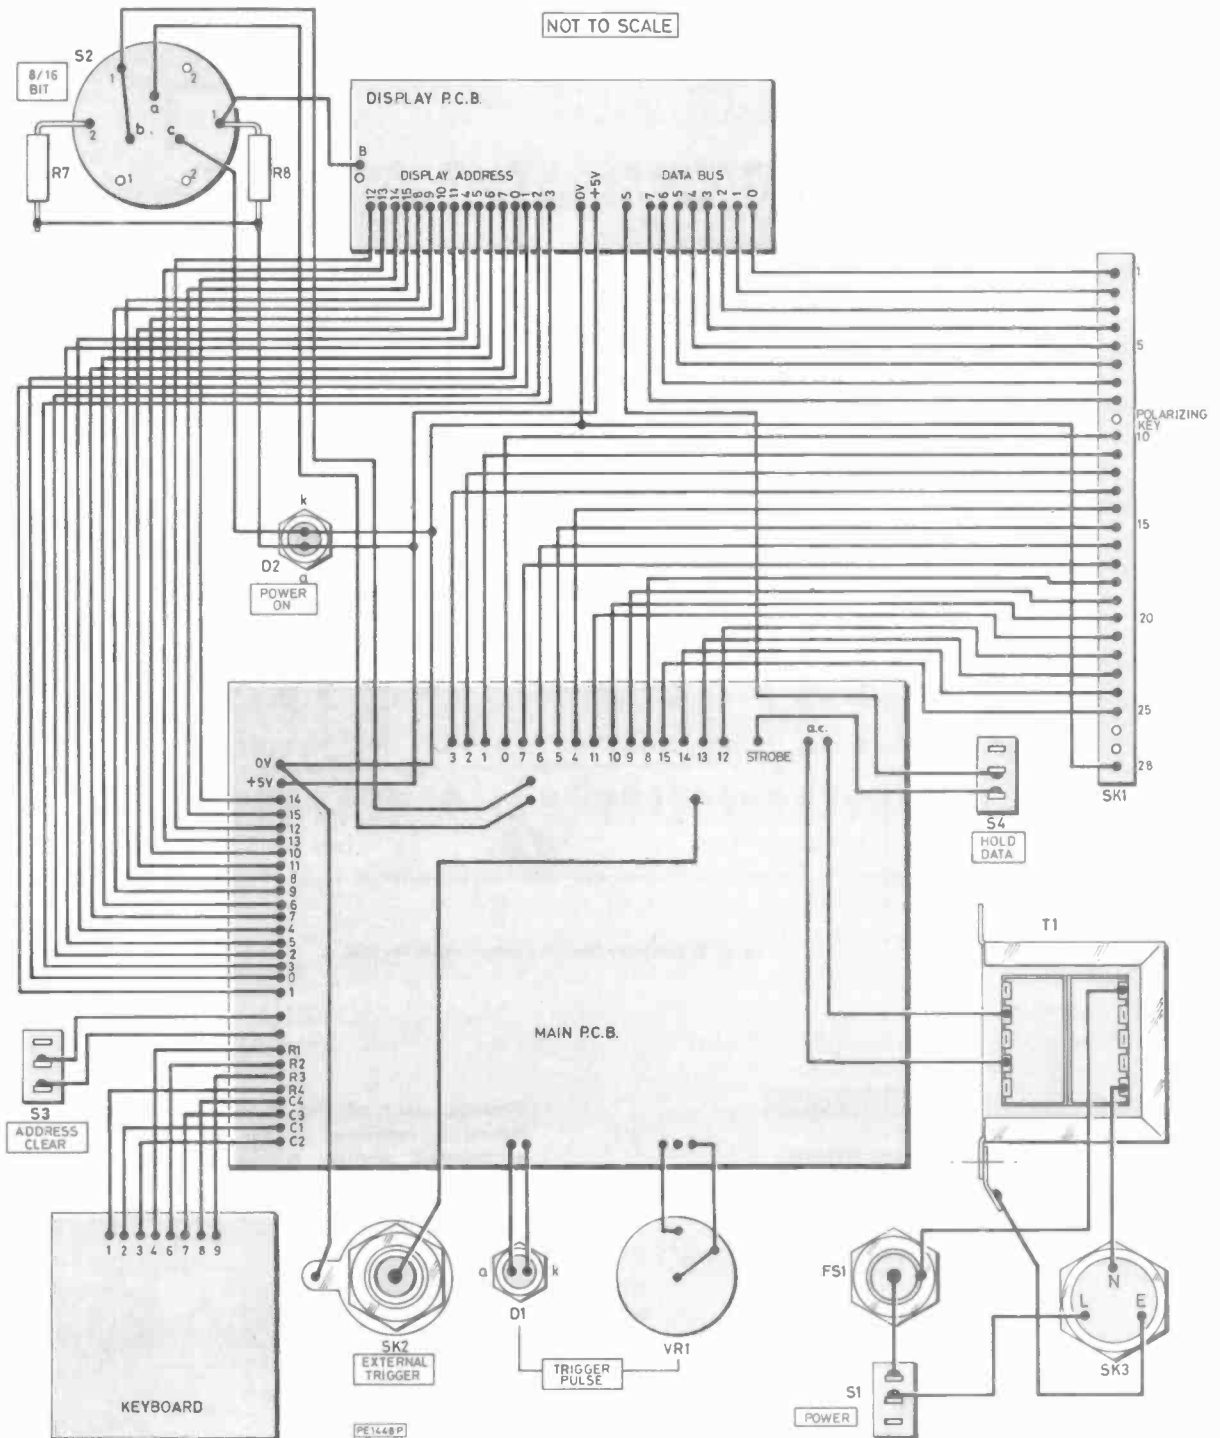 NOT TO SCALE
S2
8/16
BIT
1
2
a
b
c
2
1
1
2
R7
R8
DISPLAY P.C.B.
B
DISPLAY ADDRESS
DATA BUS
12 13 14 15 8 9 10 11 4 5 6 7 0 1 2 3
0V
+5V
S
7 6 5 4 3 2 1 0
1
5
POLARIZING
KEY
10
15
20
25
28
SK1
k
D2
a
POWER
ON
3 2 1 0 7 6 5 4 11 10 9 8 15 14 13 12
STROBE
a.c.
0V
+5V
14
15
12
13
10
11
8
9
6
7
4
5
2
3
0
1
R1
R2
R3
R4
C4
C3
C1
C2
MAIN P.C.B.
S4
HOLD
DATA
T1
S3
ADDRESS
CLEAR
1 2 3 4 6 7 8 9
KEYBOARD
SK2
EXTERNAL
TRIGGER
a
k
D1
VR1
TRIGGER
PULSE
FS1
N
L
E
SK3
S1
POWER
PE1448P